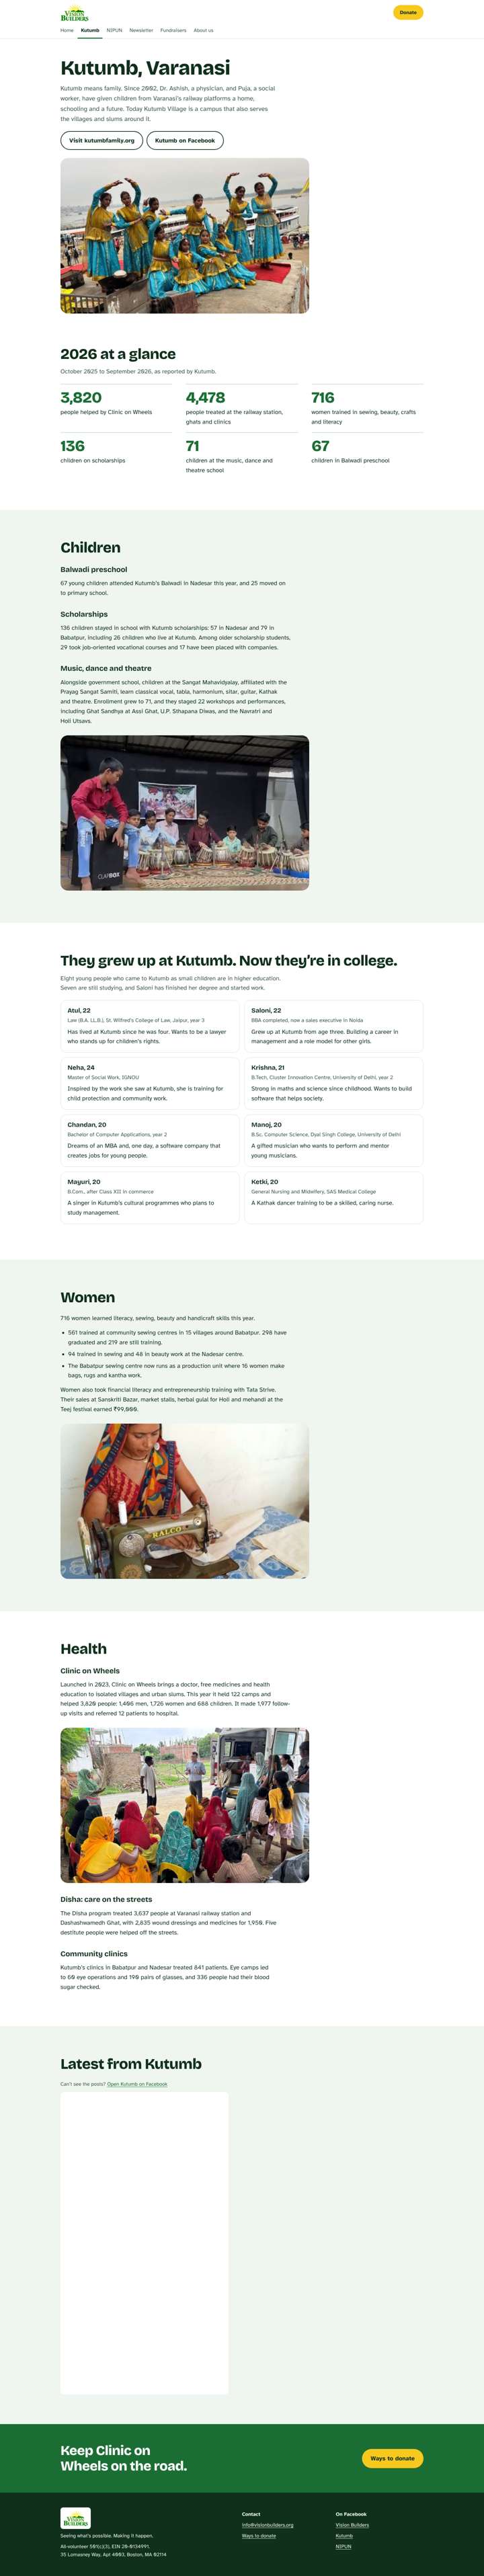 VISION
BUILDERS
Donate
Home Kutumb NIPUN Newsletter Fundraisers About us
Kutumb, Varanasi
Kutumb means family. Since 2002, Dr. Ashish, a physician, and Puja, a social
worker, have given children from Varanasi's railway platforms a home,
schooling and a future. Today Kutumb Village is a campus that also serves
the villages and slums around it.
Visit kutumbfamily.org Kutumb on Facebook
2026 at a glance
October 2025 to September 2026, as reported by Kutumb.
3,820
people helped by Clinic on Wheels
4,478
people treated at the railway station,
ghats and clinics
716
women trained in sewing, beauty, crafts
and literacy
136
children on scholarships
71
children at the music, dance and
theatre school
67
children in Balwadi preschool
Children
Balwadi preschool
67 young children attended Kutumb's Balwadi in Nadesar this year, and 25 moved on
to primary school.
Scholarships
136 children stayed in school with Kutumb scholarships: 57 in Nadesar and 79 in
Babatpur, including 26 children who live at Kutumb. Among older scholarship students,
29 took job-oriented vocational courses and 17 have been placed with companies.
Music, dance and theatre
Alongside government school, children at the Sangat Mahavidyalay, affiliated with the
Prayag Sangat Samiti, learn classical vocal, tabla, harmonium, sitar, guitar, Kathak
and theatre. Enrollment grew to 71, and they staged 22 workshops and performances,
including Ghat Sandhya at Assi Ghat, U.P. Sthapana Diwas, and the Navratri and
Holi Utsavs.
They grew up at Kutumb. Now they're in college.
Eight young people who came to Kutumb as small children are in higher education.
Seven are still studying, and Saloni has finished her degree and started work.
Atul, 22
Law (B.A. LL.B.), St. Wilfred's College of Law, Jaipur, year 3
Has lived at Kutumb since he was four. Wants to be a lawyer
who stands up for children's rights.
Saloni, 22
BBA completed, now a sales executive in Noida
Grew up at Kutumb from age three. Building a career in
management and a role model for other girls.
Neha, 24
Master of Social Work, IGNOU
Inspired by the work she saw at Kutumb, she is training for
child protection and community work.
Krishna, 21
B.Tech, Cluster Innovation Centre, University of Delhi, year 2
Strong in maths and science since childhood. Wants to build
software that helps society.
Chandan, 20
Bachelor of Computer Applications, year 2
Dreams of an MBA and, one day, a software company that
creates jobs for young people.
Manoj, 20
B.Sc. Computer Science, Dyal Singh College, University of Delhi
A gifted musician who wants to perform and mentor
young musicians.
Mayuri, 20
B.Com., after Class XII in commerce
A singer in Kutumb's cultural programmes who plans to
study management.
Ketki, 20
General Nursing and Midwifery, SAS Medical College
A Kathak dancer training to be a skilled, caring nurse.
Women
716 women learned literacy, sewing, beauty and handicraft skills this year.
• 561 trained at community sewing centres in 15 villages around Babatpur. 298 have
graduated and 219 are still training.
• 94 trained in sewing and 48 in beauty work at the Nadesar centre.
• The Babatpur sewing centre now runs as a production unit where 16 women make
bags, rugs and kantha work.
Women also took financial literacy and entrepreneurship training with Tata Strive.
Their sales at Sanskriti Bazar, market stalls, herbal gulal for Holi and mehandi at the
Teej festival earned ₹99,000.
RALCO
Health
Clinic on Wheels
Launched in 2023, Clinic on Wheels brings a doctor, free medicines and health
education to isolated villages and urban slums. This year it held 122 camps and
helped 3,820 people: 1,406 men, 1,726 women and 688 children. It made 1,977 follow-
up visits and referred 12 patients to hospital.
Disha: care on the streets
The Disha program treated 3,637 people at Varanasi railway station and
Dashashwamedh Ghat, with 2,635 wound dressings and medicines for 1,950. Five
destitute people were helped off the streets.
Community clinics
Kutumb's clinics in Babatpur and Nadesar treated 841 patients. Eye camps led
to 60 eye operations and 190 pairs of glasses, and 336 people had their blood
sugar checked.
Latest from Kutumb
Can't see the posts? Open Kutumb on Facebook
Keep Clinic on
Wheels on the road.
Ways to donate
VISION
BUILDERS
Seeing what's possible. Making it happen.
All-volunteer 501(c)(3), EIN 20-0134991.
35 Lomasney Way, Apt 4003, Boston, MA 02114
Contact
info@visionbuilders.org
Ways to donate
On Facebook
Vision Builders
Kutumb
NIPUN